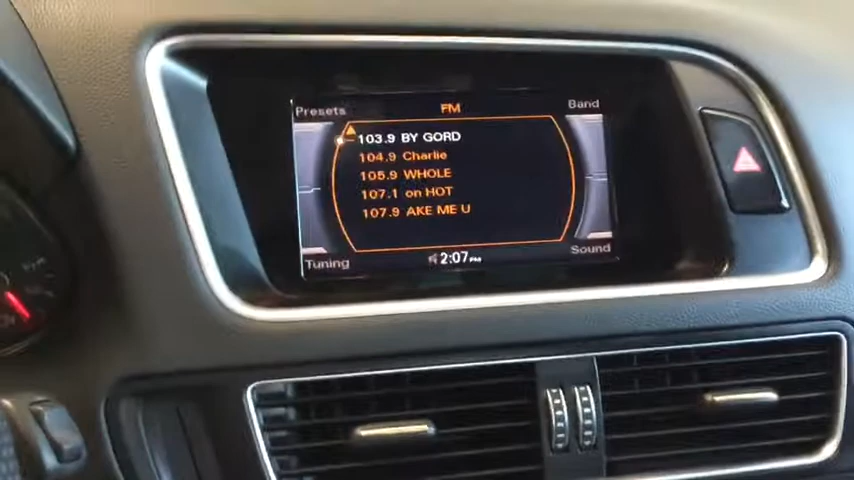 Presets
FM
Band
103.9 BY GORD
104.9 Charlie
105.9 WHOLE
107.1 on HOT
107.9 AKE ME U
Tuning
2:07 PM
Sound